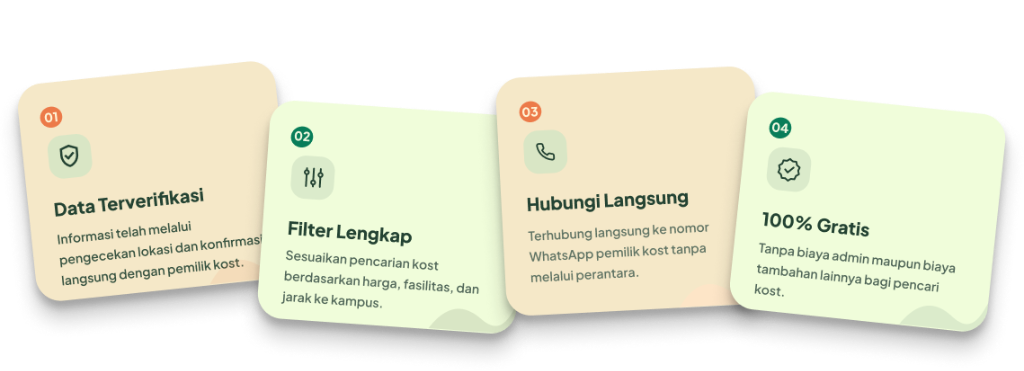 01
Data Terverifikasi
Informasi telah melalui
pengecekan lokasi dan konfirmasi
langsung dengan pemilik kost.
02
Filter Lengkap
Sesuaikan pencarian kost
berdasarkan harga, fasilitas, dan
jarak ke kampus.
03
Hubungi Langsung
Terhubung langsung ke nomor
WhatsApp pemilik kost tanpa
melalui perantara.
04
100% Gratis
Tanpa biaya admin maupun biaya
tambahan lainnya bagi pencari
kost.